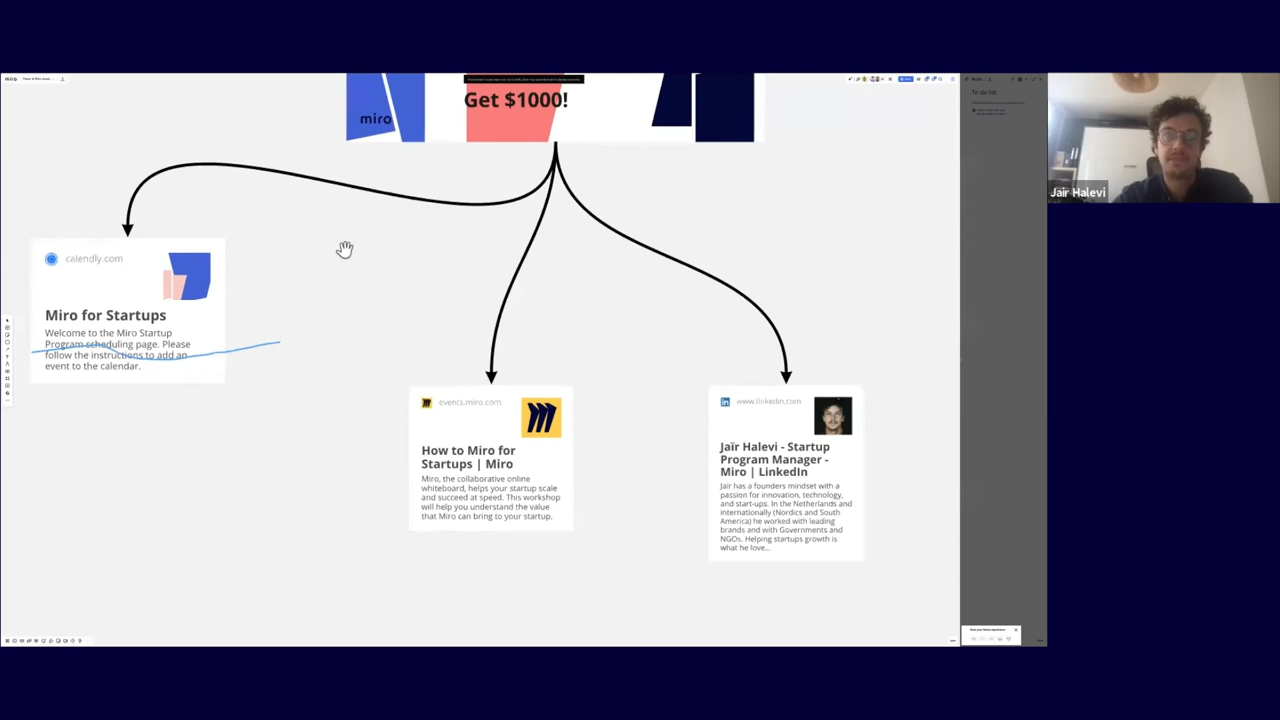 miro
To do list
Get $1000!
miro
Jaïr Halevi
calendly.com
Miro for Startups
Welcome to the Miro Startup
Program scheduling page. Please
follow the instructions to add an
event to the calendar.
events.miro.com
How to Miro for
Startups | Miro
Miro, the collaborative online
whiteboard, helps your startup scale
and succeed at speed. This workshop
will help you understand the value
that Miro can bring to your startup.
www.linkedin.com
Jaïr Halevi - Startup
Program Manager -
Miro | LinkedIn
Jaïr has a founders mindset with a
passion for innovation, technology,
and start-ups. In the Netherlands and
internationally (Nordics and South
America) he worked with leading
brands and with Governments and
NGOs. Helping startups growth is
what he love...